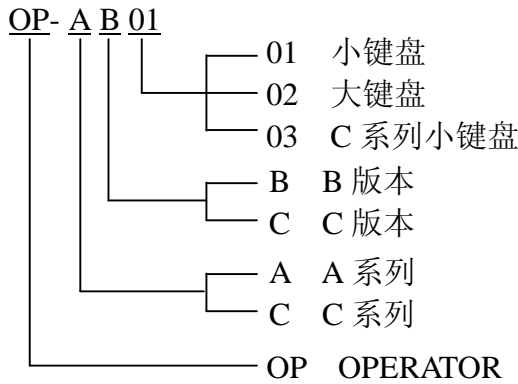 OP- A B 01
01 小键盘
02 大键盘
03 C 系列小键盘
B B 版本
C C 版本
A A 系列
C C 系列
OP OPERATOR